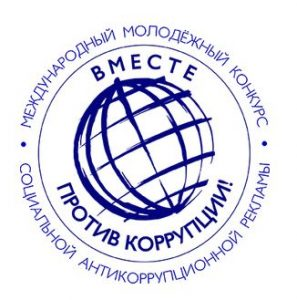 МЕЖДУНАРОДНЫЙ МОЛОДЁЖНЫЙ КОНКУРС
СОЦИАЛЬНОЙ АНТИКОРРУПЦИОННОЙ РЕКЛАМЫ
ВМЕСТЕ
ПРОТИВ КОРРУПЦИИ!